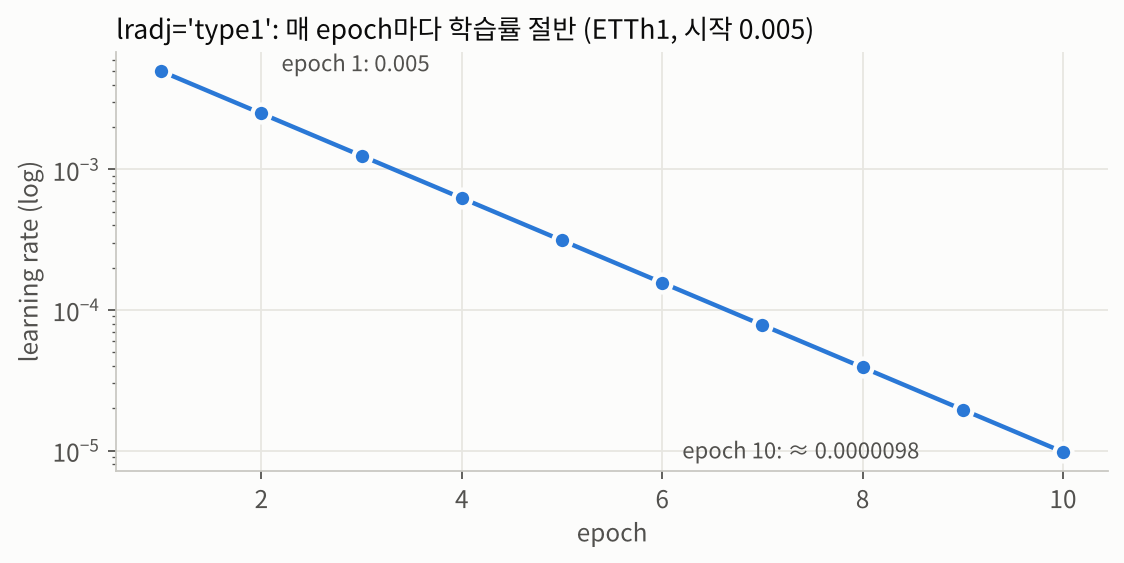 lradj='type1': 매 epoch마다 학습률 절반 (ETTh1, 시작 0.005)
epoch 1: 0.005
learning rate (log)
10⁻³
10⁻⁴
10⁻⁵
epoch 10: ≈ 0.0000098
2 4 6 8 10
epoch